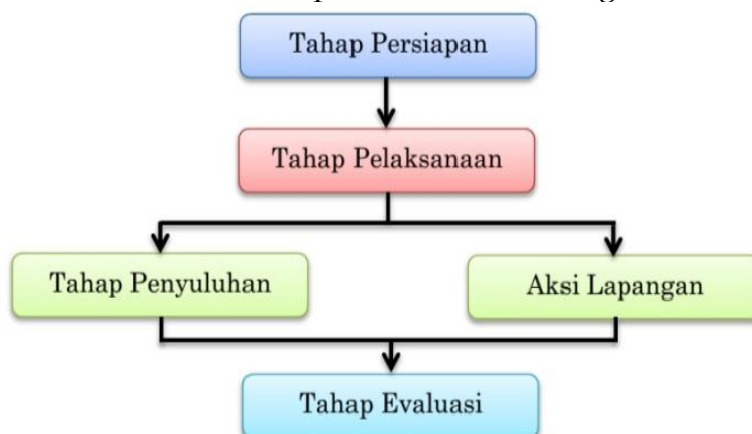 Tahap Persiapan
Tahap Pelaksanaan
Tahap Penyuluhan
Aksi Lapangan
Tahap Evaluasi